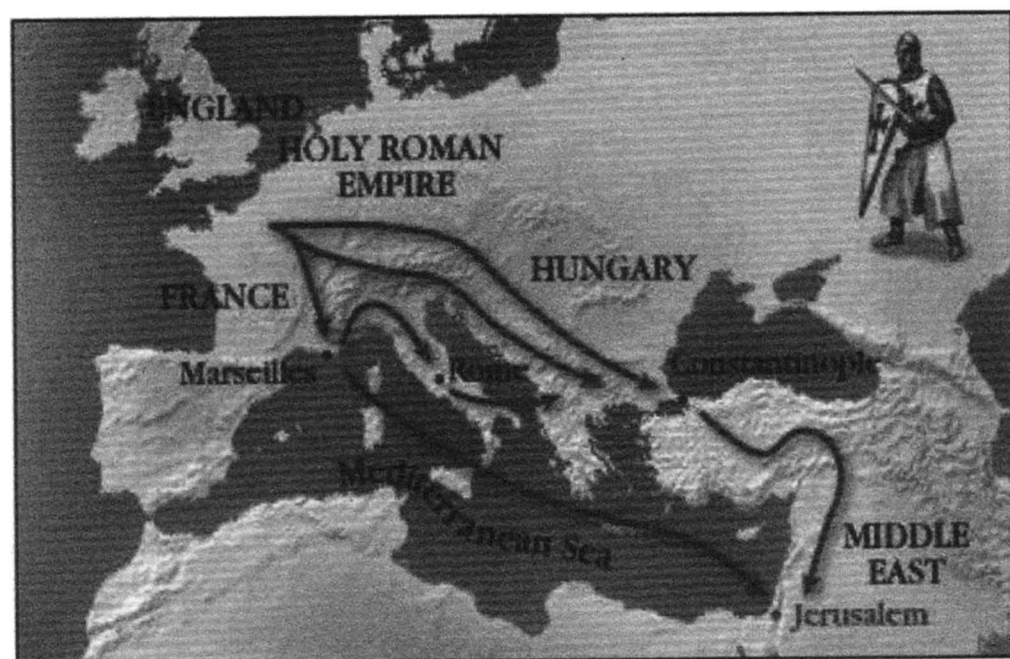 ENGLAND
HOLY ROMAN
EMPIRE
HUNGARY
FRANCE
Marseilles
Rome
Constantinople
Mediterranean Sea
MIDDLE
EAST
Jerusalem